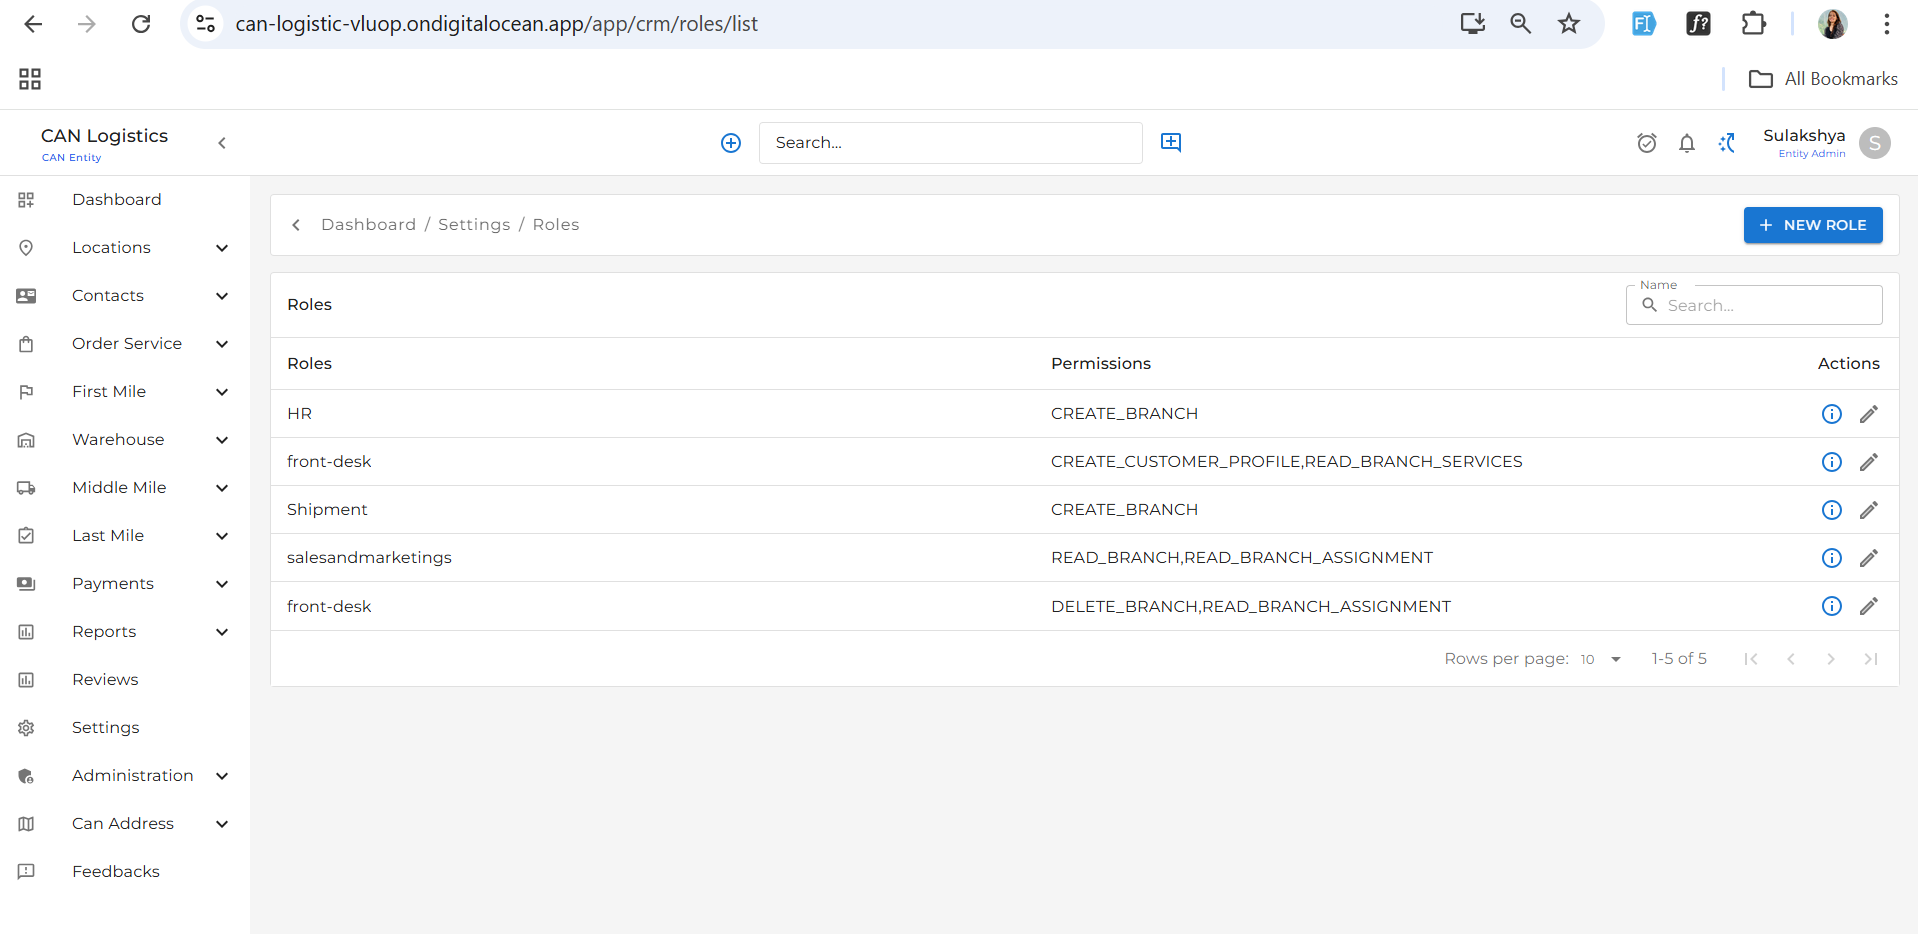 can-logistic-vluop.ondigitalocean.app/app/crm/roles/list
All Bookmarks
CAN Logistics
CAN Entity
Search...
Sulakshya
Entity Admin
S
Dashboard
Locations
Contacts
Order Service
First Mile
Warehouse
Middle Mile
Last Mile
Payments
Reports
Reviews
Settings
Administration
Can Address
Feedbacks
Dashboard / Settings / Roles
NEW ROLE
Roles
Name
Search...
Roles Permissions Actions
HR CREATE_BRANCH
front-desk CREATE_CUSTOMER_PROFILE,READ_BRANCH_SERVICES
Shipment CREATE_BRANCH
salesandmarketings READ_BRANCH,READ_BRANCH_ASSIGNMENT
front-desk DELETE_BRANCH,READ_BRANCH_ASSIGNMENT
Rows per page: 10 1-5 of 5